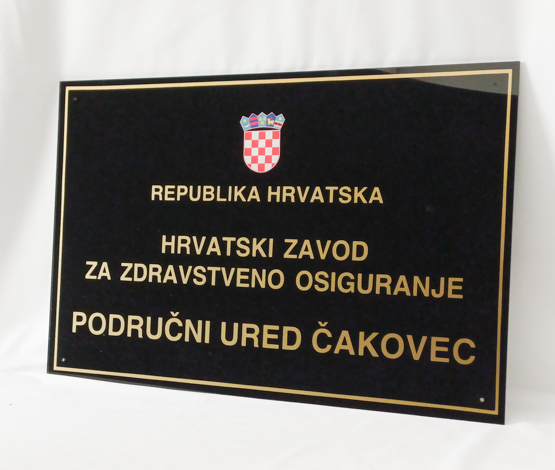 REPUBLIKA HRVATSKA
HRVATSKI ZAVOD
ZA ZDRAVSTVENO OSIGURANJE
PODRUČNI URED ČAKOVEC